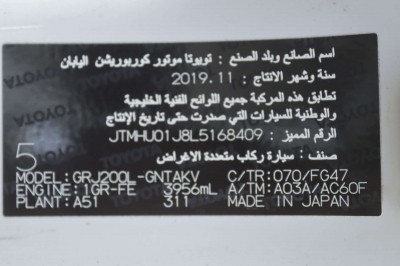 اسم الصانع وبلد الصنع : تويوتا موتور كوربوريشن اليابان
سنة وشهر الانتاج : 2019.11
تطابق هذه المركبة جميع اللوائح الفنية الخليجية
والوطنية للسيارات التي صدرت حتى تاريخ الإنتاج
الرقم المميز : JTMHU01J8L5168409
صنف : سيارة ركاب متعددة الاغراض
5
MODEL:GRJ200L-GNTAKV C/TR:070/FG47
ENGINE:1GR-FE 3956mL A/TM:A03A/AC60F
PLANT:A51 311 MADE IN JAPAN